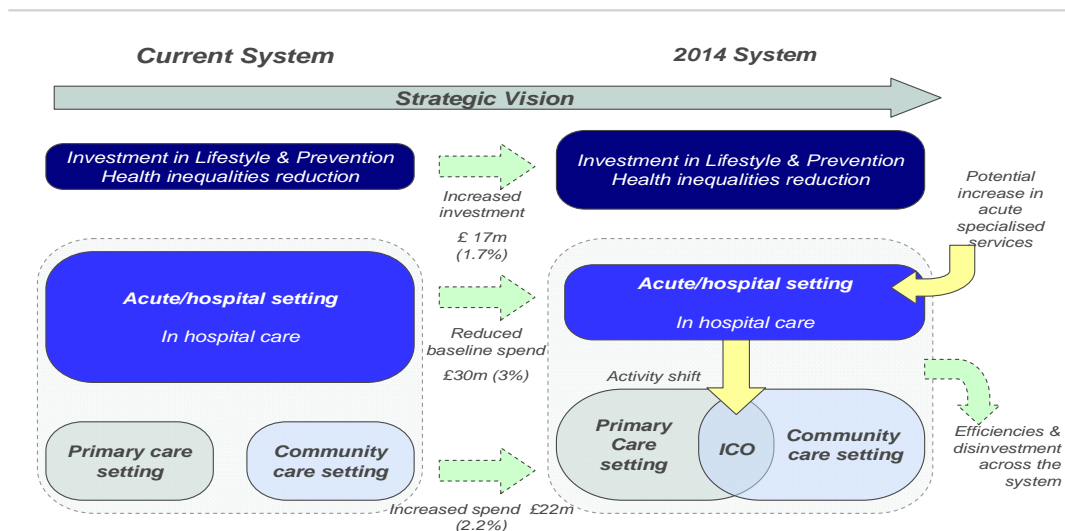 Current System
2014 System
Strategic Vision
Investment in Lifestyle & Prevention
Health inequalities reduction
Increased
investment
£ 17m
(1.7%)
Investment in Lifestyle & Prevention
Health inequalities reduction
Potential
increase in
acute
specialised
services
Acute/hospital setting
In hospital care
Reduced
baseline spend
£30m (3%)
Acute/hospital setting
In hospital care
Activity shift
Primary care
setting
Community
care setting
Increased spend £22m
(2.2%)
Primary
Care
setting
ICO
Community
care setting
Efficiencies &
disinvestment
across the
system